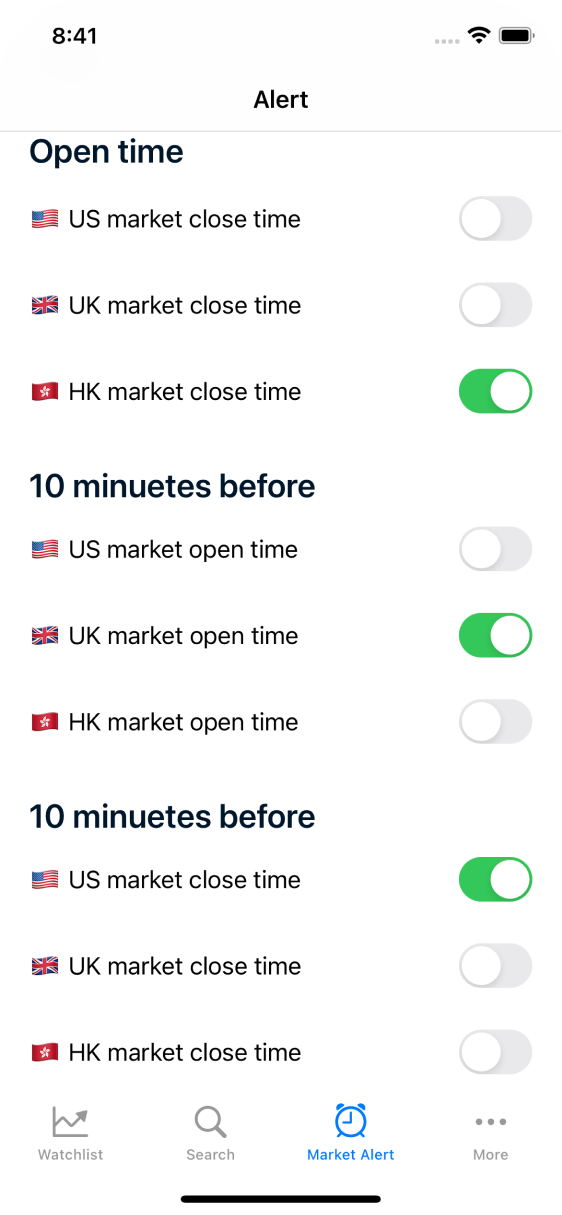 8:41
Alert
Open time
US market close time
UK market close time
HK market close time
10 minuetes before
US market open time
UK market open time
HK market open time
10 minuetes before
US market close time
UK market close time
HK market close time
Watchlist Search Market Alert More